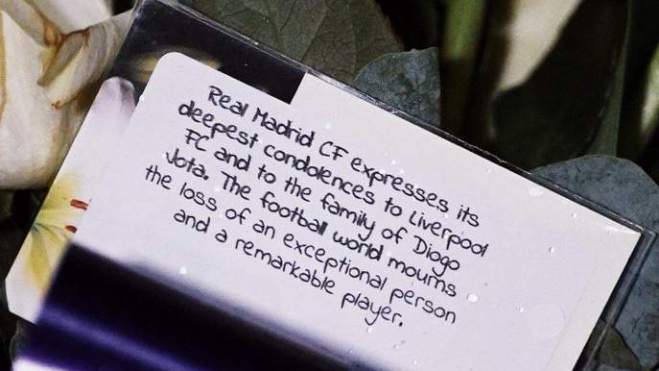 Real Madrid CF expresses its
deepest condolences to Liverpool
FC and to the family of Diogo
Jota. The football world mourns
the loss of an exceptional person
and a remarkable player.